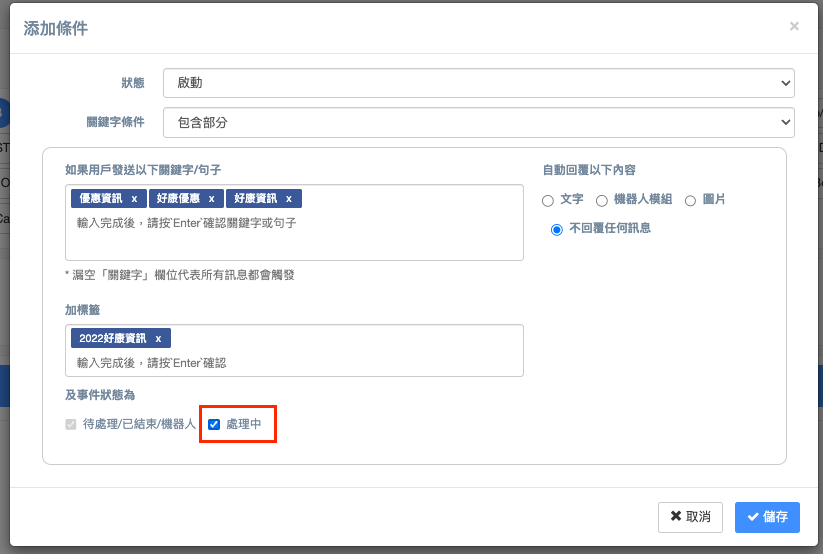 添加條件 ×
狀態 啟動
關鍵字條件 包含部分
如果用戶發送以下關鍵字/句子
優惠資訊 x 好康優惠 x 好康資訊 x
輸入完成後，請按`Enter`確認關鍵字或句子
* 漏空「關鍵字」欄位代表所有訊息都會觸發
自動回覆以下內容
文字 機器人模組 圖片
不回覆任何訊息
加標籤
2022好康資訊 x
輸入完成後，請按`Enter`確認
及事件狀態為
待處理/已結束/機器人 處理中
✖ 取消 ✔ 儲存